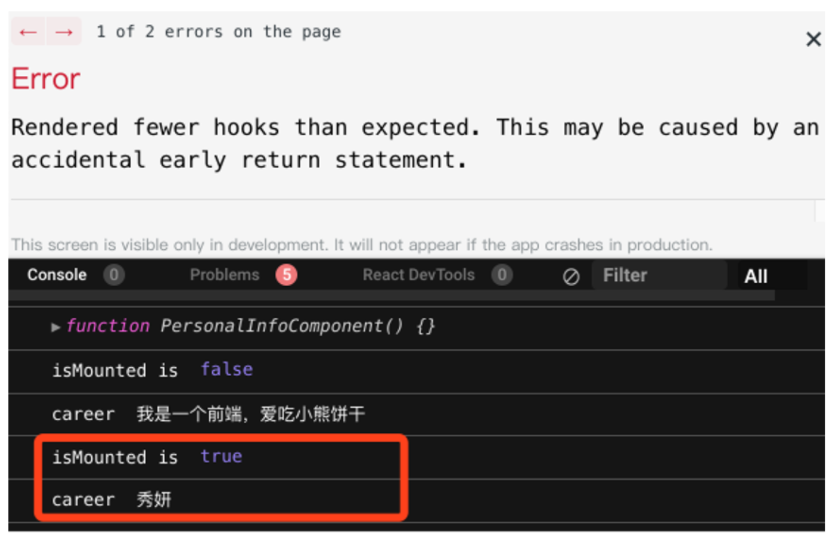 ← → 1 of 2 errors on the page ×
Error
Rendered fewer hooks than expected. This may be caused by an
accidental early return statement.
This screen is visible only in development. It will not appear if the app crashes in production.
Console 0 Problems 5 React DevTools 0 Filter All
▶ function PersonalInfoComponent() {}
isMounted is false
career 我是一个前端，爱吃小熊饼干
isMounted is true
career 秀妍